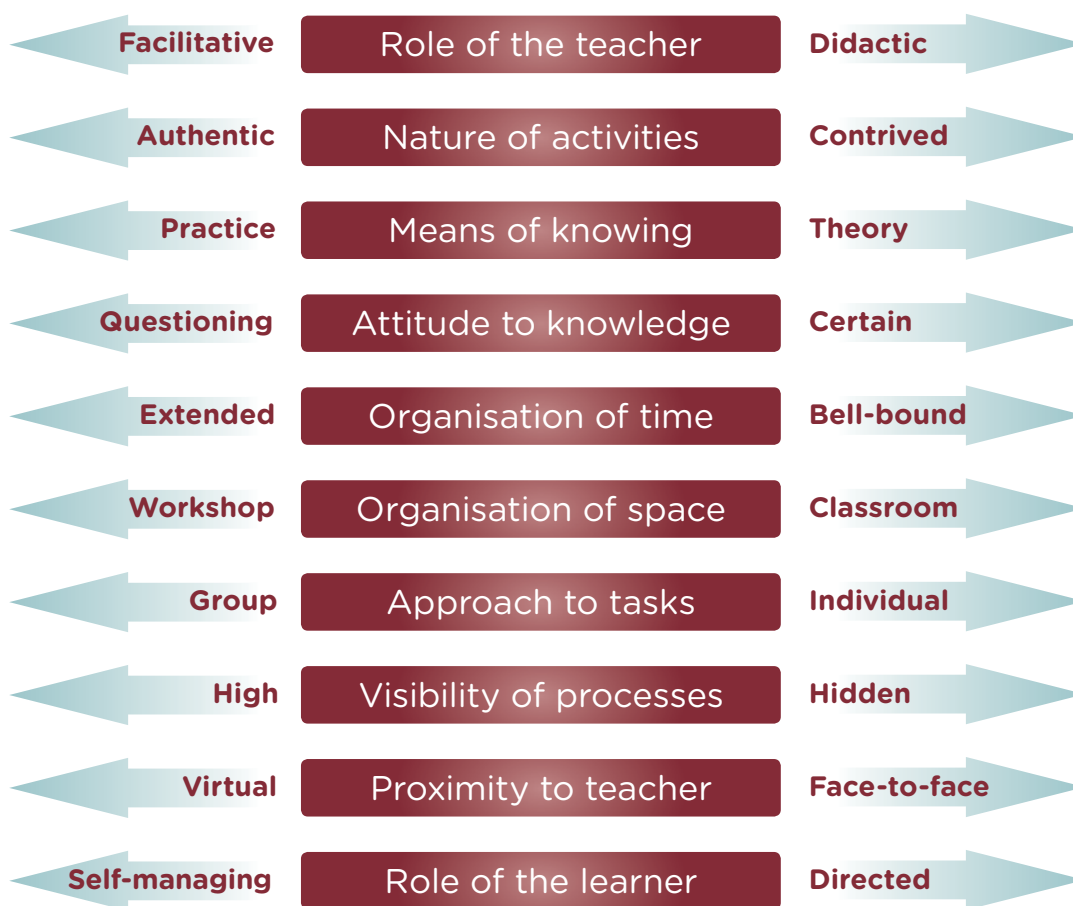 Facilitative Role of the teacher Didactic
Authentic Nature of activities Contrived
Practice Means of knowing Theory
Questioning Attitude to knowledge Certain
Extended Organisation of time Bell-bound
Workshop Organisation of space Classroom
Group Approach to tasks Individual
High Visibility of processes Hidden
Virtual Proximity to teacher Face-to-face
Self-managing Role of the learner Directed